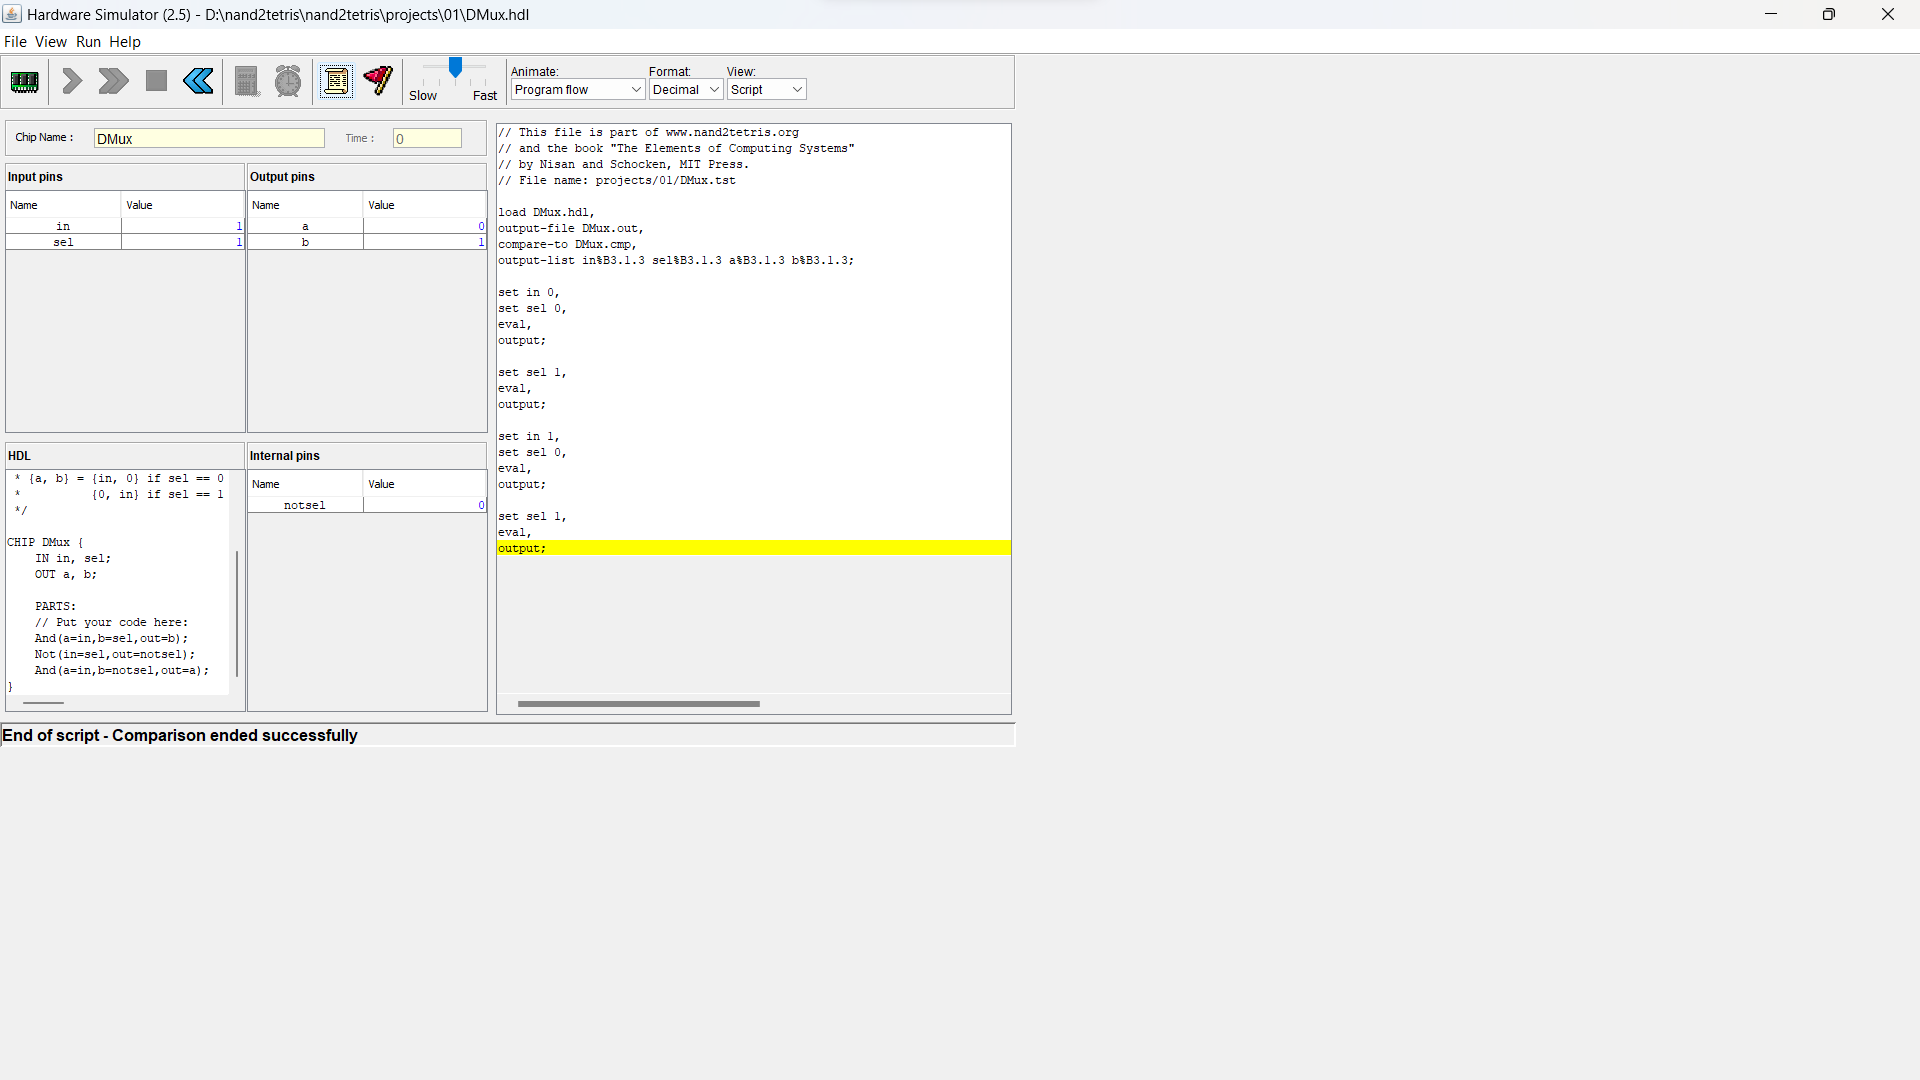 Hardware Simulator (2.5) - D:\nand2tetris\nand2tetris\projects\01\DMux.hdl
File View Run Help
Slow Fast
Animate: Format: View:
Program flow Decimal Script
Chip Name : DMux Time : 0
Input pins
Name Value
in 1
sel 1
Output pins
Name Value
a 0
b 1
HDL
* {a, b} = {in, 0} if sel == 0
*          {0, in} if sel == 1
*/
CHIP DMux {
IN in, sel;
OUT a, b;
PARTS:
// Put your code here:
And(a=in,b=sel,out=b);
Not(in=sel,out=notsel);
And(a=in,b=notsel,out=a);
}
Internal pins
Name Value
notsel 0
// This file is part of www.nand2tetris.org
// and the book "The Elements of Computing Systems"
// by Nisan and Schocken, MIT Press.
// File name: projects/01/DMux.tst
load DMux.hdl,
output-file DMux.out,
compare-to DMux.cmp,
output-list in%B3.1.3 sel%B3.1.3 a%B3.1.3 b%B3.1.3;
set in 0,
set sel 0,
eval,
output;
set sel 1,
eval,
output;
set in 1,
set sel 0,
eval,
output;
set sel 1,
eval,
output;
End of script - Comparison ended successfully